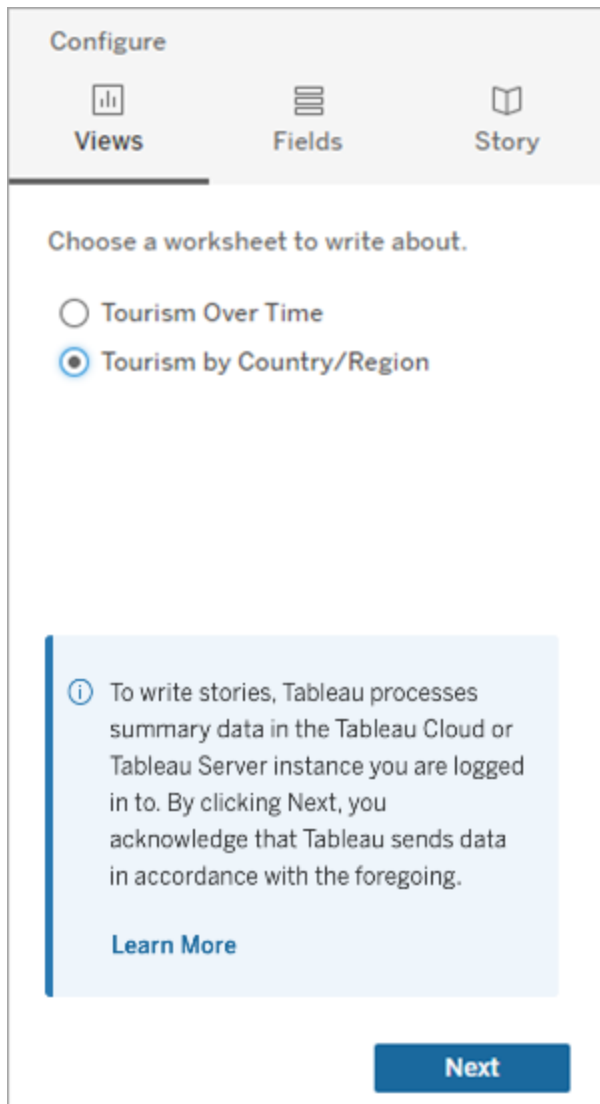 Configure
Views Fields Story
Choose a worksheet to write about.
Tourism Over Time
Tourism by Country/Region
To write stories, Tableau processes
summary data in the Tableau Cloud or
Tableau Server instance you are logged
in to. By clicking Next, you
acknowledge that Tableau sends data
in accordance with the foregoing.
Learn More
Next